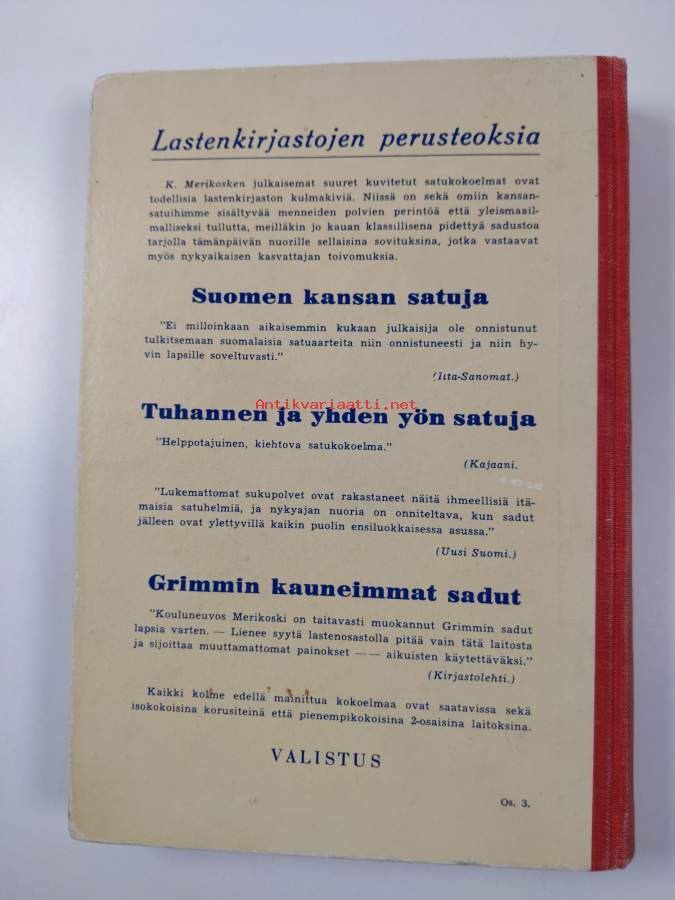 Lastenkirjastojen perusteoksia
K. Merikosken julkaisemat suuret kuvitetut satukokoelmat ovat
todellisia lastenkirjaston kulmakiviä. Niissä on sekä omiin kansan-
satuihimme sisältyvää menneiden polvien perintöä että yleismaail-
malliseksi tullutta, meilläkin jo kauan klassillisena pidettyä sadustoa
tarjolla tämänpäivän nuorille sellaisina sovituksina, jotka vastaavat
myös nykyaikaisen kasvattajan toivomuksia.
Suomen kansan satuja
"Ei milloinkaan aikaisemmin kukaan julkaisija ole onnistunut
tulkitsemaan suomalaisia satuaarteita niin onnistuneesti ja niin hy-
vin lapsille soveltuvasti."
(Ilta-Sanomat.)
Antikvariaatti.net
Tuhannen ja yhden yön satuja
"Helppotajuinen, kiehtova satukokoelma."
(Kajaani.
"Lukemattomat sukupolvet ovat rakastaneet näitä ihmeellisiä itä-
maisia satuhelmiä, ja nykyajan nuoria on onniteltava, kun sadut
jälleen ovat ylettyvillä kaikin puolin ensiluokkaisessa asussa."
(Uusi Suomi.)
Grimmin kauneimmat sadut
"Kouluneuvos Merikoski on taitavasti muokannut Grimmin sadut
lapsia varten. — Lienee syytä lastenosastolla pitää vain tätä laitosta
ja sijoittaa muuttamattomat painokset — — aikuisten käytettäväksi."
(Kirjastolehti.)
Kaikki kolme edellä mainittua kokoelmaa ovat saatavissa sekä
isokokoisina korusiteinä että pienempikokoisina 2-osaisina laitoksina.
VALISTUS
Os. 3.